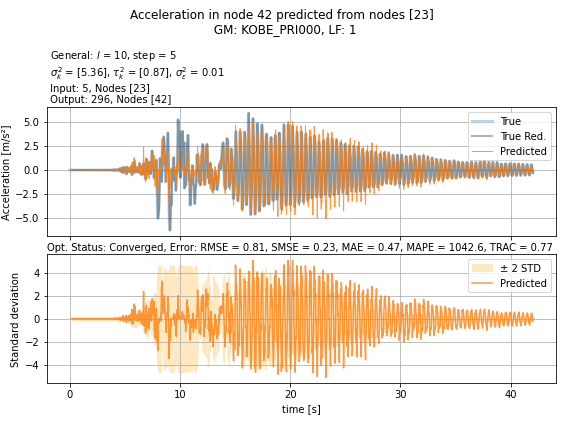 Acceleration in node 42 predicted from nodes [23]
GM: KOBE_PRI000, LF: 1
General: l = 10, step = 5
σ²ₖ = [5.36], τ²ₖ = [0.87], σ²ε = 0.01
Input: 5, Nodes [23]
Output: 296, Nodes [42]
Acceleration [m/s²]
5.0
2.5
0.0
−2.5
−5.0
True
True Red.
Predicted
Opt. Status: Converged, Error: RMSE = 0.81, SMSE = 0.23, MAE = 0.47, MAPE = 1042.6, TRAC = 0.77
Standard deviation
4
2
0
−2
−4
± 2 STD
Predicted
0 10 20 30 40
time [s]